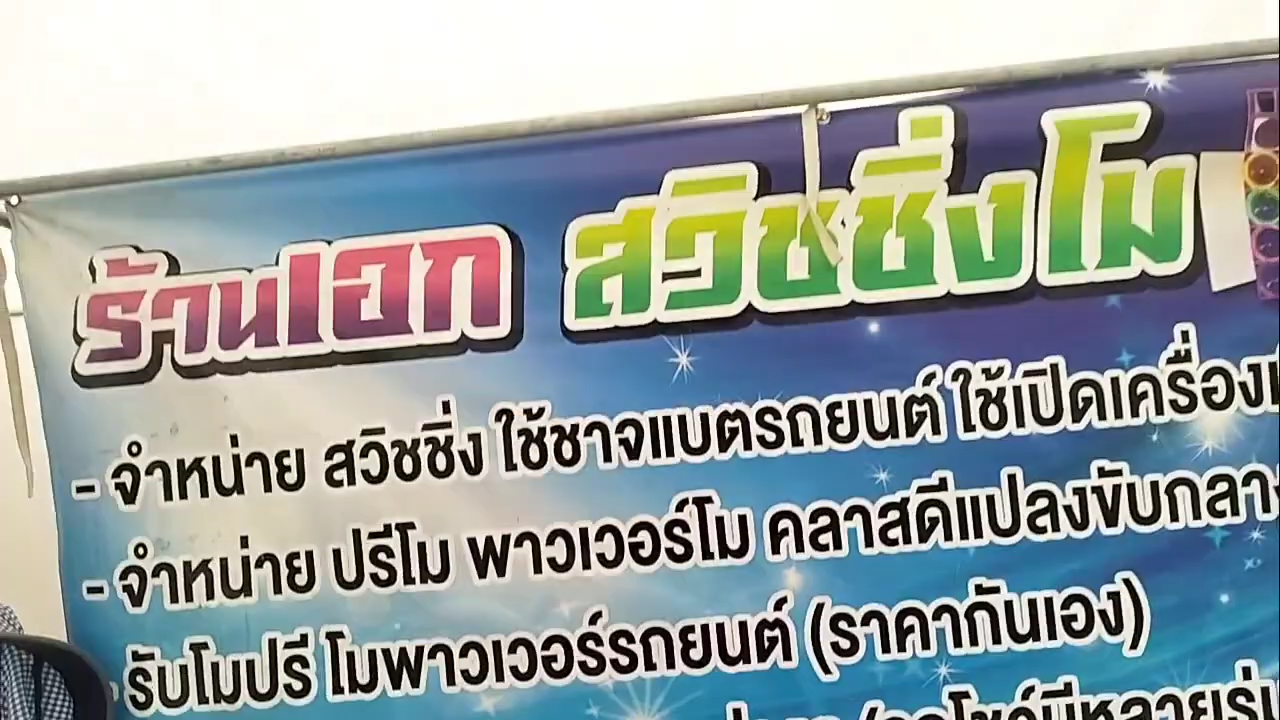 ร้านเอก สวิชชิ่งโม
- จำหน่าย สวิชชิ่ง ใช้ชาจแบตรถยนต์ ใช้เปิดเครื่อง
- จำหน่าย ปรีโม พาวเวอร์โม คลาสดีแปลงขับกลาง
- รับโมปรี โมพาวเวอร์รถยนต์ (ราคากันเอง)